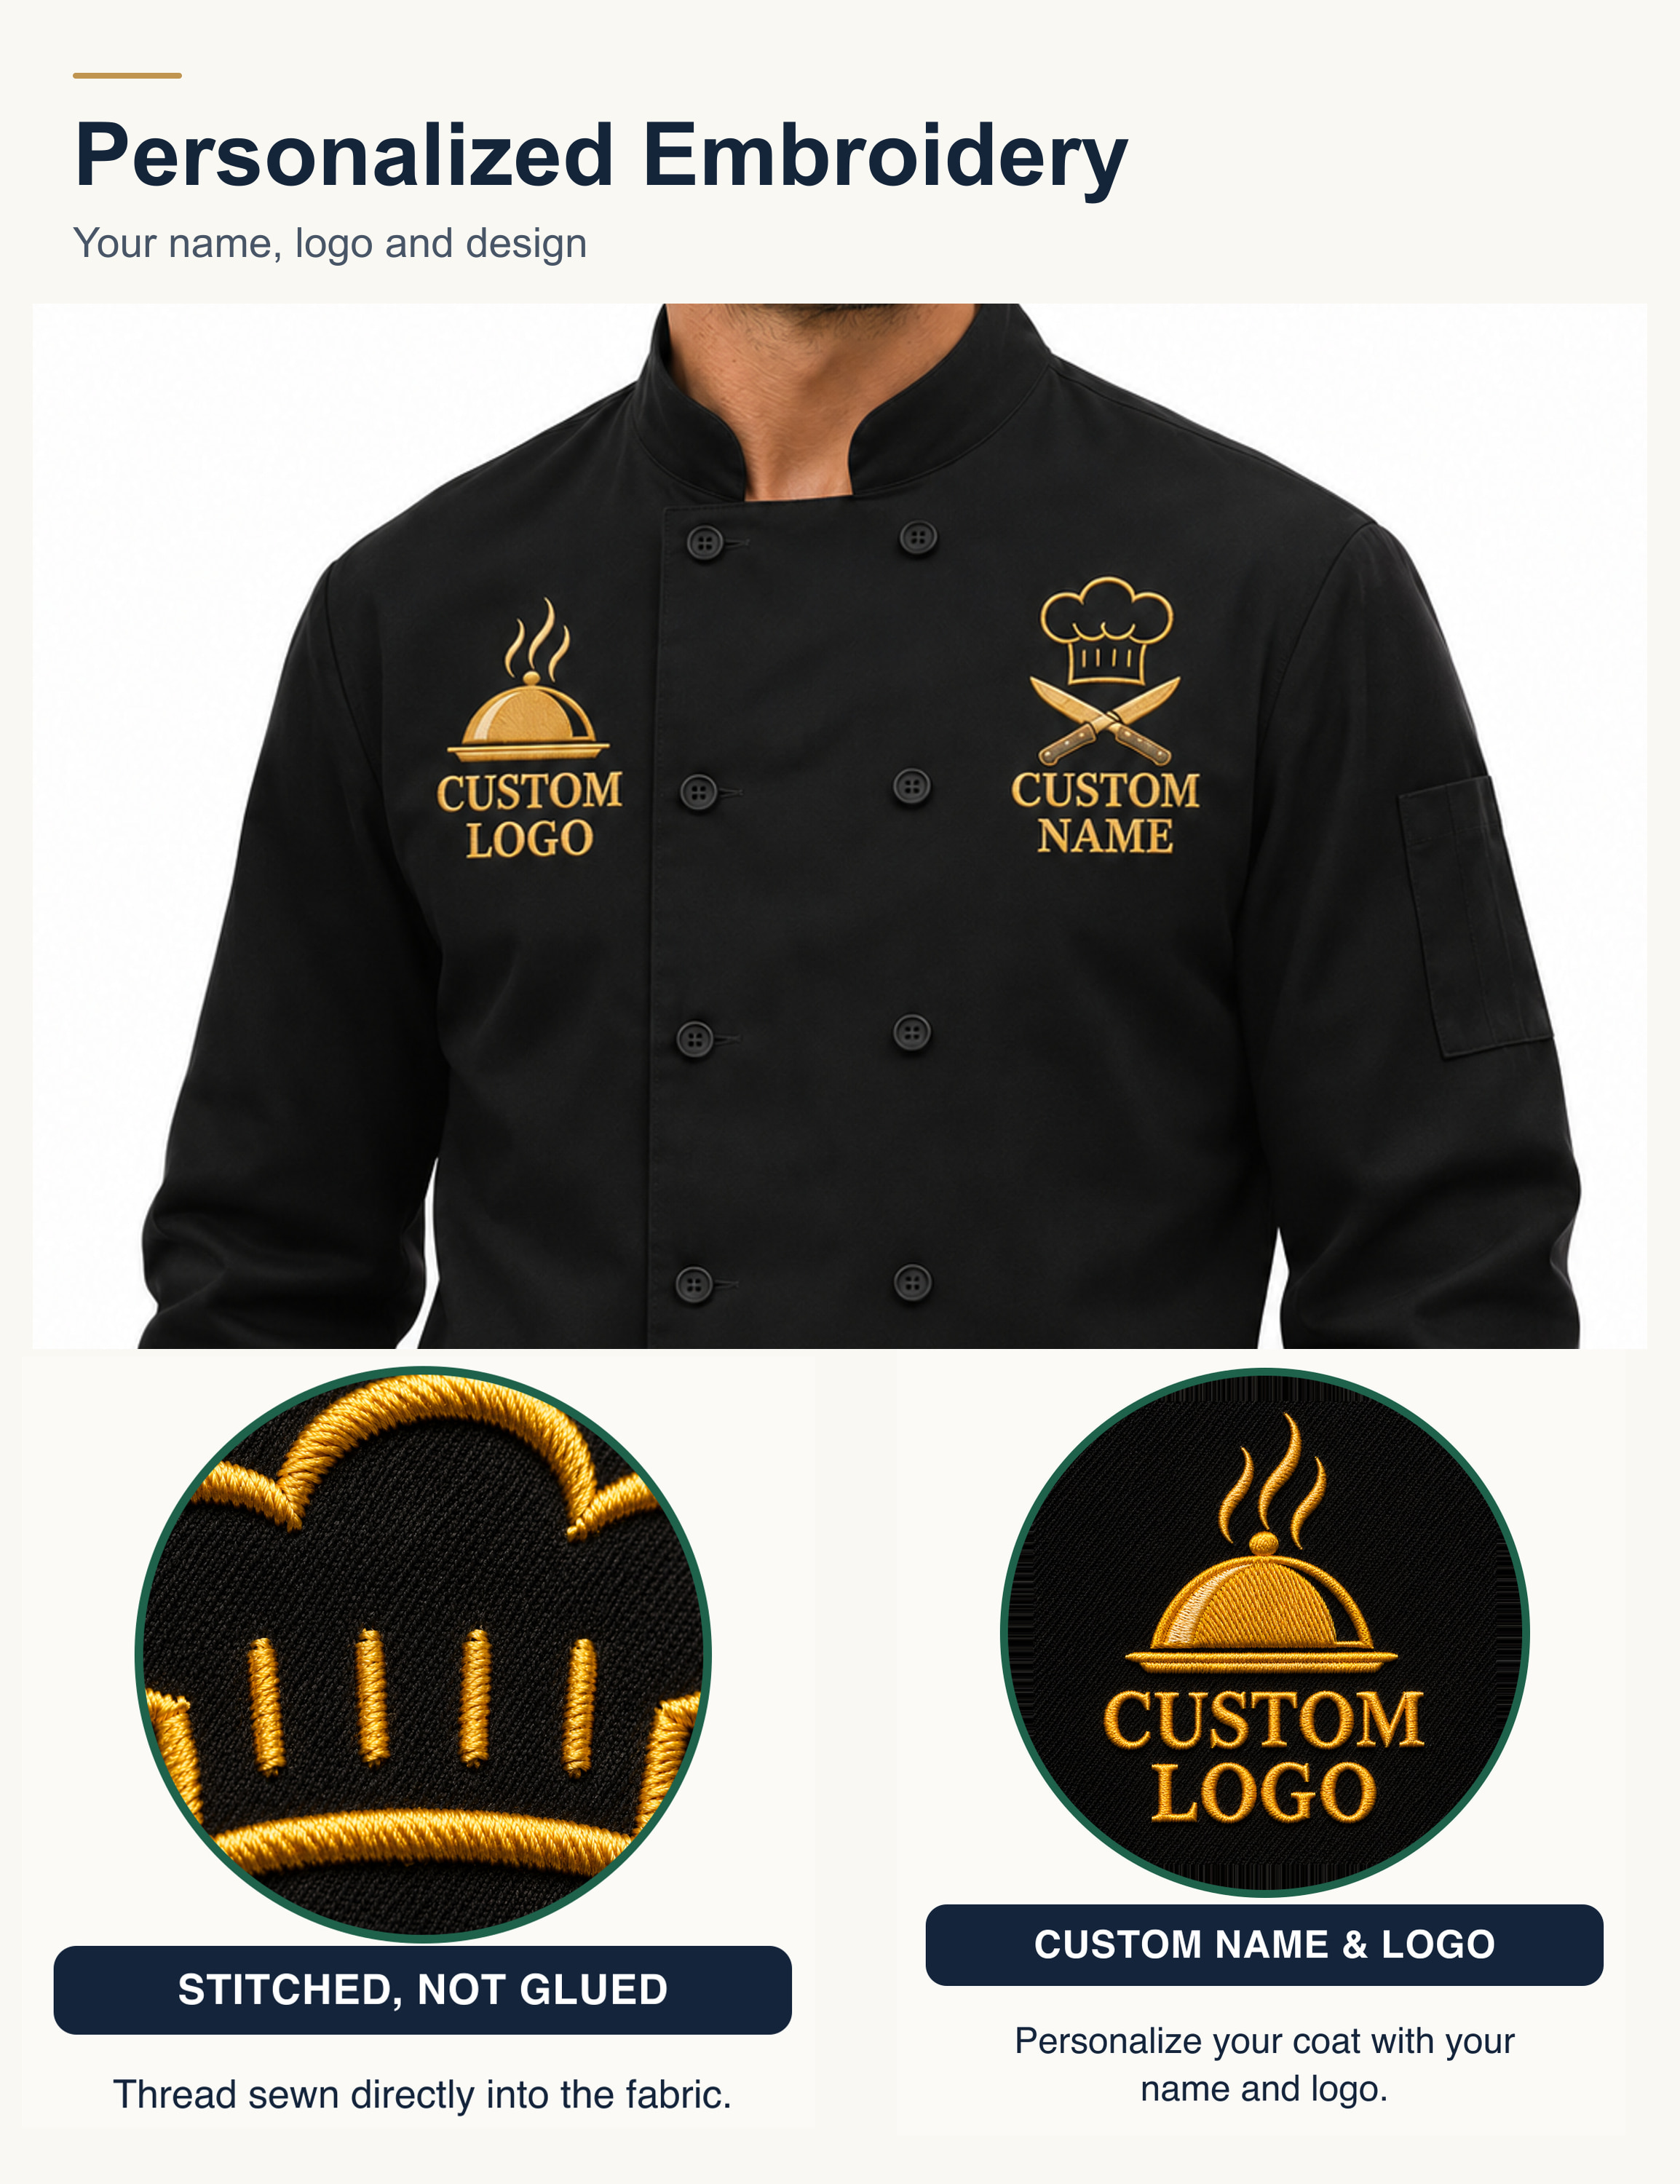 Personalized Embroidery
Your name, logo and design
CUSTOM
LOGO
CUSTOM
NAME
CUSTOM
LOGO
STITCHED, NOT GLUED
Thread sewn directly into the fabric.
CUSTOM NAME & LOGO
Personalize your coat with your
name and logo.